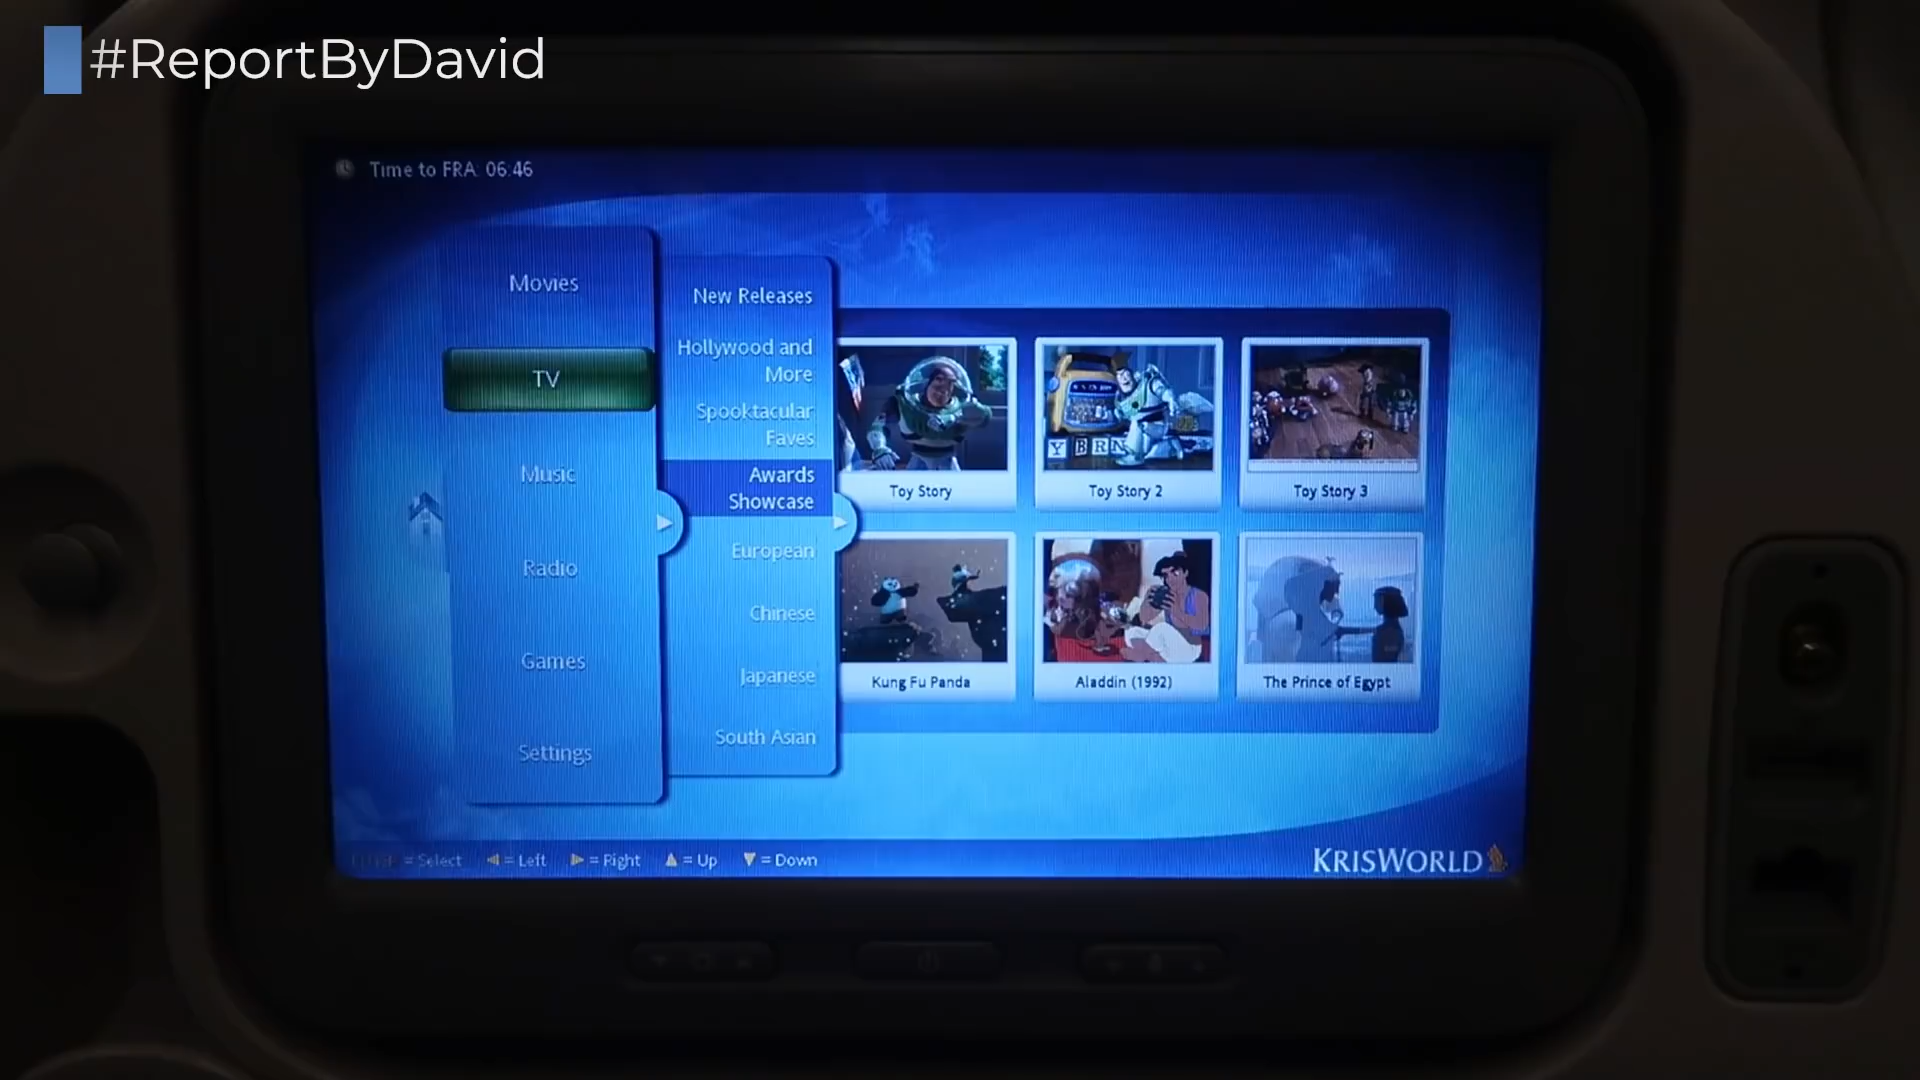 #ReportByDavid
Time to FRA: 06:46
Movies
TV
Music
Radio
Games
Settings
New Releases
Hollywood and
More
Spooktacular
Faves
Awards
Showcase
European
Chinese
Japanese
South Asian
Toy Story
Toy Story 2
Toy Story 3
Kung Fu Panda
Aladdin (1992)
The Prince of Egypt
= Select ◀ = Left ▶ = Right ▲ = Up ▼ = Down
KRISWORLD